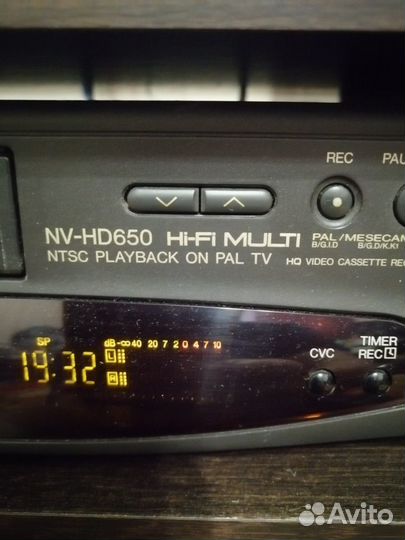 REC
PAU
NV-HD650 Hi-Fi MULTI PAL/MESECAM
B/G.I.D B/G.D/K.K1
NTSC PLAYBACK ON PAL TV HQ VIDEO CASSETTE REC
SP
dB-∞40 20 7 2 0 4 7 10
L
19:32
R
CVC
TIMER
REC
Avito